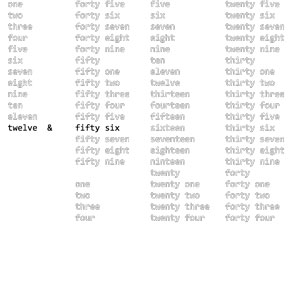 one forty five five twenty five
two forty six six twenty six
three forty seven seven twenty seven
four forty eight eight twenty eight
five forty nine nine twenty nine
six fifty ten thirty
seven fifty one eleven thirty one
eight fifty two twelve thirty two
nine fifty three thirteen thirty three
ten fifty four fourteen thirty four
eleven fifty five fifteen thirty five
twelve & fifty six sixteen thirty six
fifty seven seventeen thirty seven
fifty eight eighteen thirty eight
fifty nine ninteen thirty nine
twenty forty
one twenty one forty one
two twenty two forty two
three twenty three forty three
four twenty four forty four